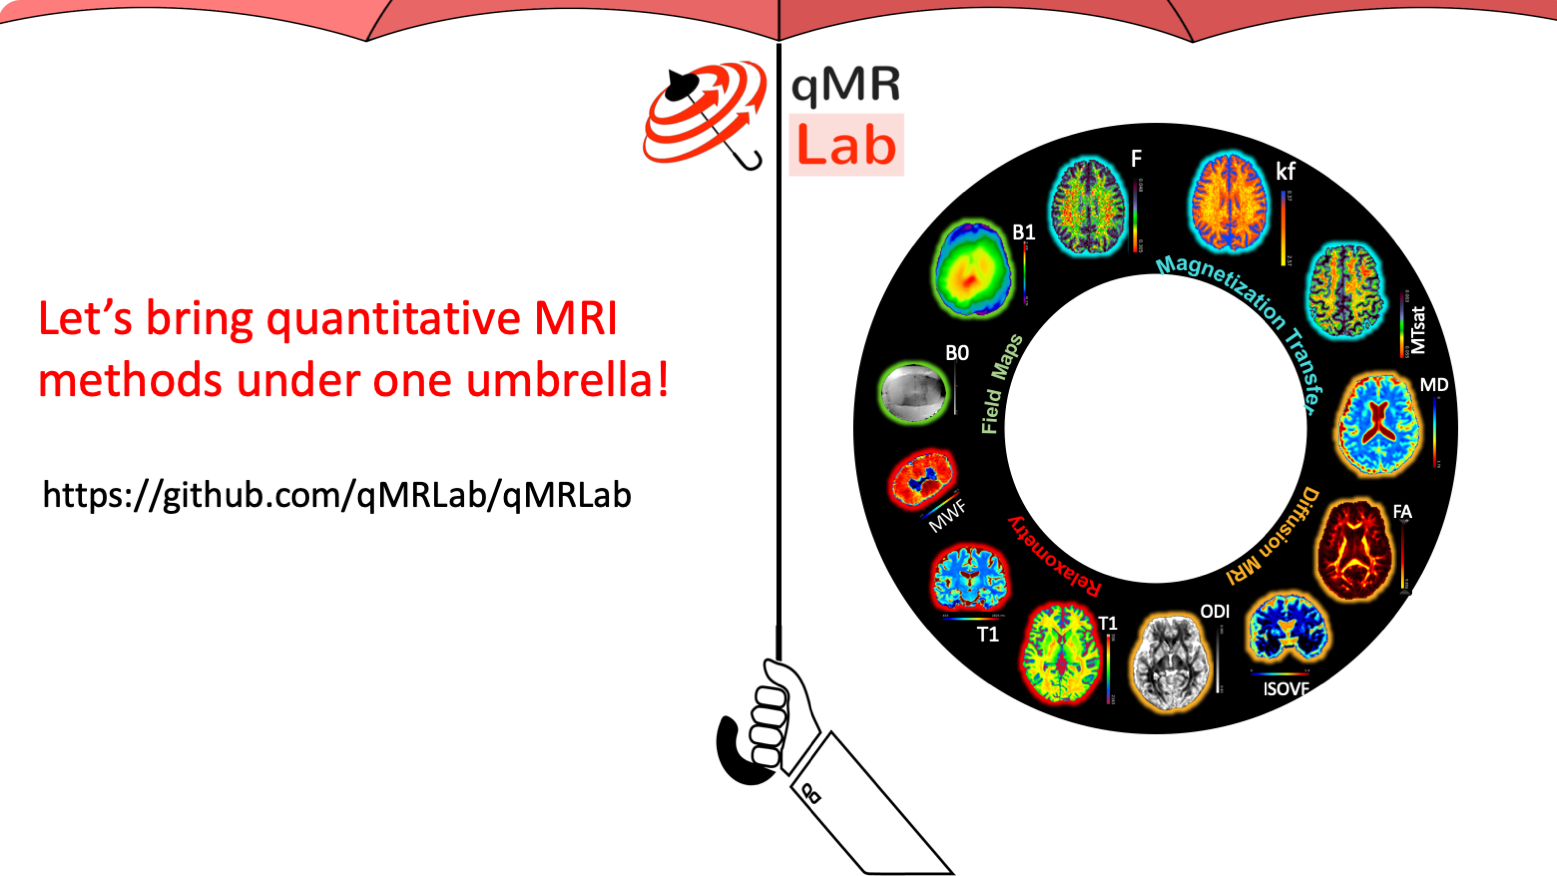 qMR
Lab
Let’s bring quantitative MRI
methods under one umbrella!
https://github.com/qMRLab/qMRLab
F
kf
B1
MTsat
B0
MD
MWF
FA
T1
T1
ODI
ISOVF
Magnetization Transfer
Field Maps
Relaxometry
Diffusion MRI